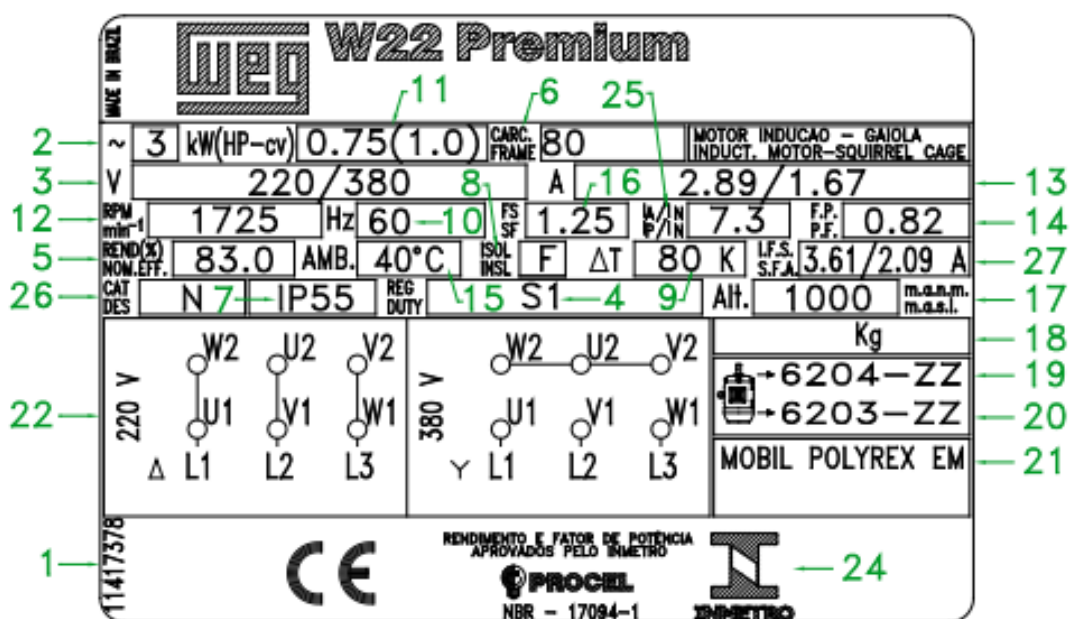 MADE IN BRAZIL
WEG W22 Premium
11 6 25
2 ~ 3 kW(HP-cv) 0.75(1.0) CARC. FRAME 80 MOTOR INDUCAO - GAIOLA
INDUCT. MOTOR-SQUIRREL CAGE
3 V 220/380 8 A 16 2.89/1.67 13
12 RPM min-1 1725 Hz 60 10 FS SF 1.25 IA/IN IP/IN 7.3 F.P. P.F. 0.82 14
5 REND(%) NOM.EFF. 83.0 AMB. 40°C ISOL INSL F ΔT 80 K I.F.S. S.F.A. 3.61/2.09 A 27
26 CAT DES N 7 IP55 15 REG DUTY S1 4 9 Alt. 1000 m.a.n.m. m.a.s.l. 17
Kg 18
22 220 V
W2 U2 V2
U1 V1 W1
Δ L1 L2 L3
380 V
W2 U2 V2
U1 V1 W1
Y L1 L2 L3
6204-ZZ 19
6203-ZZ 20
MOBIL POLYREX EM 21
1 11417378
CE
RENDIMENTO E FATOR DE POTÊNCIA
APROVADOS PELO INMETRO
PROCEL
NBR - 17094-1
INMETRO
24